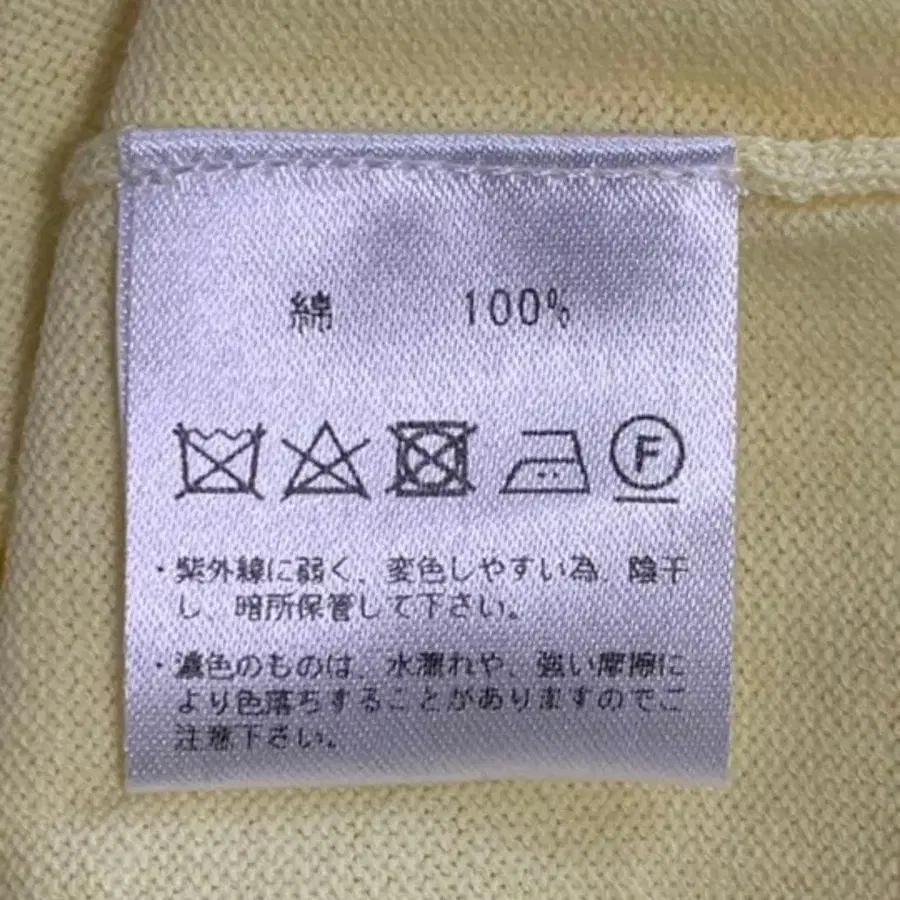 綿 100%
F
・紫外線に弱く、変色しやすい為、陰干
し、暗所保管して下さい。
・濃色のものは、水濡れや、強い摩擦に
より色落ちすることがありますのでご
注意下さい。